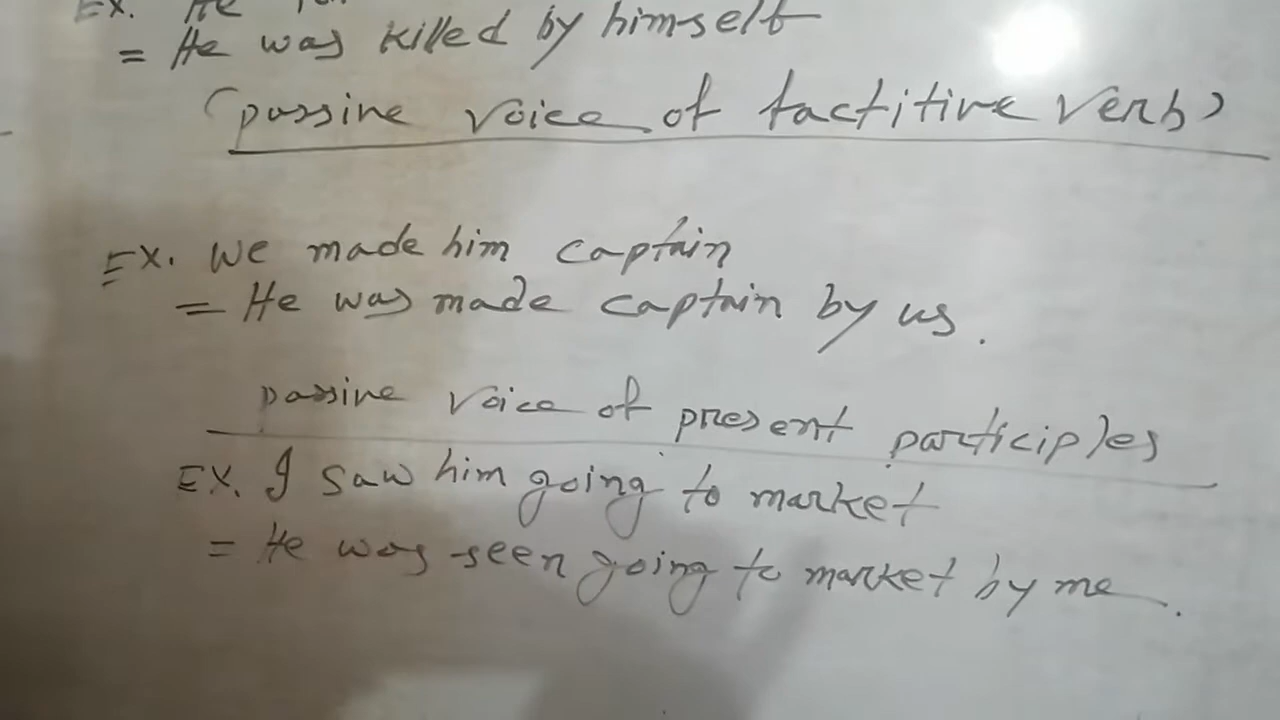 Ex. He
= He was killed by himself
(passive voice of factitive verb)
Ex. We made him captain
= He was made captain by us.
passive voice of present participles
Ex. I saw him going to market
= He was seen going to market by me.